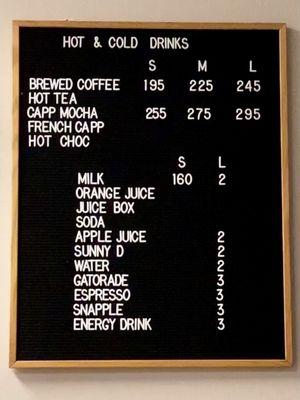 HOT & COLD DRINKS
S M L
BREWED COFFEE 195 225 245
HOT TEA
CAPP MOCHA 255 275 295
FRENCH CAPP
HOT CHOC
S L
MILK 160 2
ORANGE JUICE
JUICE BOX
SODA
APPLE JUICE 2
SUNNY D 2
WATER 2
GATORADE 3
ESPRESSO 3
SNAPPLE 3
ENERGY DRINK 3